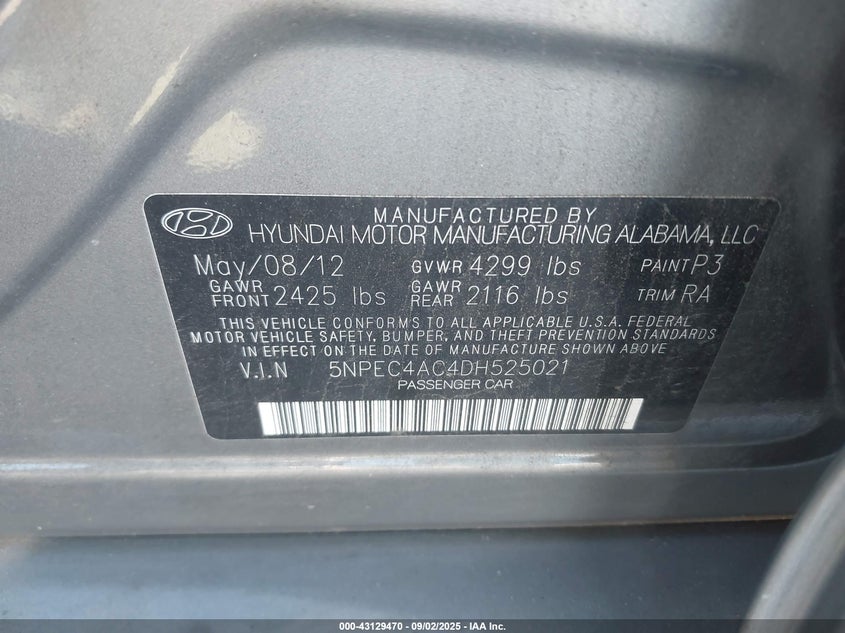 MANUFACTURED BY
HYUNDAI MOTOR MANUFACTURING ALABAMA, LLC
May/08/12 GVWR 4299 lbs PAINT P3
GAWR FRONT 2425 lbs GAWR REAR 2116 lbs TRIM RA
THIS VEHICLE CONFORMS TO ALL APPLICABLE U.S.A. FEDERAL
MOTOR VEHICLE SAFETY, BUMPER, AND THEFT PREVENTION STANDARDS
IN EFFECT ON THE DATE OF MANUFACTURE SHOWN ABOVE
V.I.N 5NPEC4AC4DH525021
PASSENGER CAR
000-43129470 - 09/02/2025 - IAA Inc.